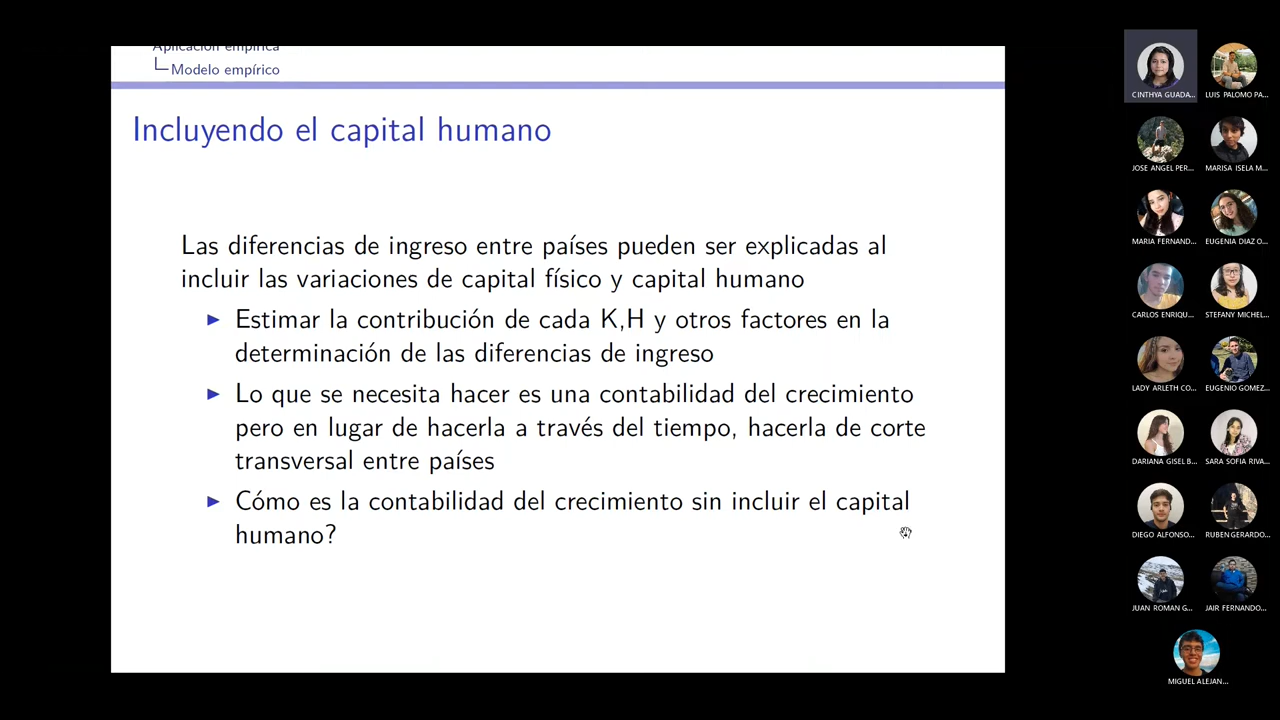 Aplicación empírica
Modelo empírico
Incluyendo el capital humano
Las diferencias de ingreso entre países pueden ser explicadas al
incluir las variaciones de capital físico y capital humano
Estimar la contribución de cada K,H y otros factores en la
determinación de las diferencias de ingreso
Lo que se necesita hacer es una contabilidad del crecimiento
pero en lugar de hacerla a través del tiempo, hacerla de corte
transversal entre países
Cómo es la contabilidad del crecimiento sin incluir el capital
humano?
CINTHYA GUADA...
LUIS PALOMO PA...
JOSE ANGEL PER...
MARISA ISELA M...
MARIA FERNAND...
EUGENIA DIAZ O...
CARLOS ENRIQU...
STEFANY MICHEL...
LADY ARLETH CO...
EUGENIO GOMEZ...
DARIANA GISEL B...
SARA SOFIA RIVA...
DIEGO ALFONSO...
RUBEN GERARDO...
JUAN ROMAN G...
JAIR FERNANDO...
MIGUEL ALEJAN...